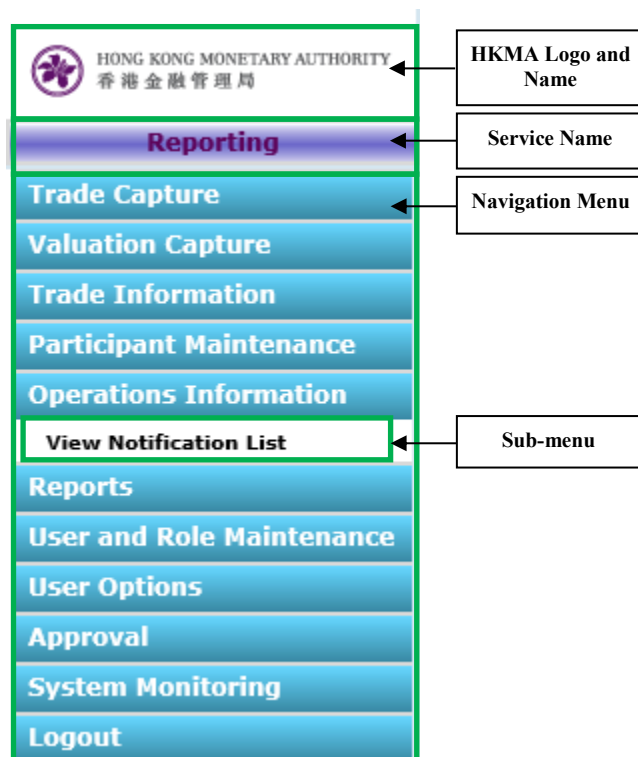 HONG KONG MONETARY AUTHORITY
香港金融管理局
HKMA Logo and
Name
Reporting
Service Name
Trade Capture
Navigation Menu
Valuation Capture
Trade Information
Participant Maintenance
Operations Information
View Notification List
Sub-menu
Reports
User and Role Maintenance
User Options
Approval
System Monitoring
Logout